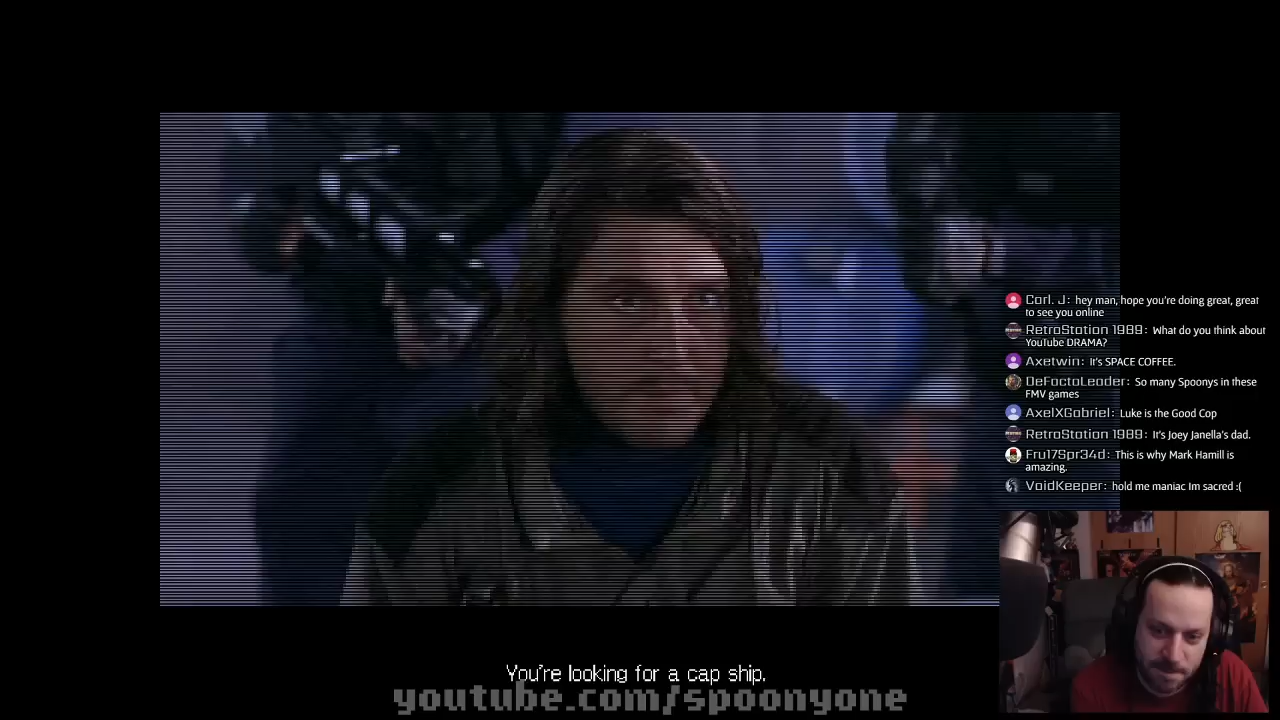 Carl. J: hey man, hope you're doing great, great
to see you online
RetroStation 1989: What do you think about
YouTube DRAMA?
Axetwin: it's SPACE COFFEE.
DeFactoLeader: So many Spoonys in these
FMV games
AxelXGabriel: Luke is the Good Cop
RetroStation 1989: It's Joey Janella's dad.
Fru17Spr34d: This is why Mark Hamill is
amazing.
VoidKeeper: hold me maniac Im sacred :(
You're looking for a cap ship.
youtube.com/spoonyone